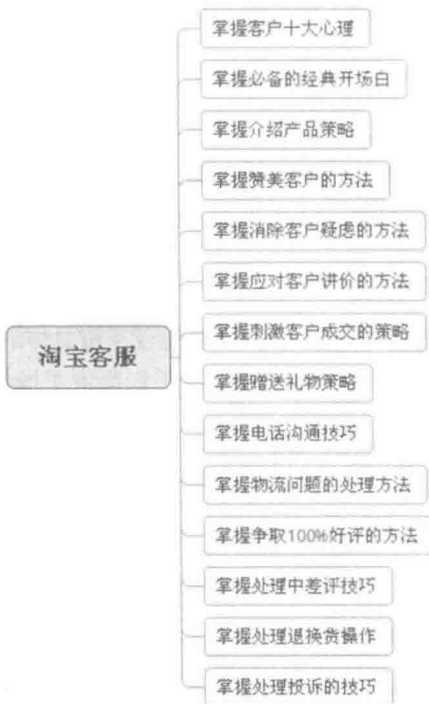 掌握客户十大心理
掌握必备的经典开场白
掌握介绍产品策略
掌握赞美客户的方法
掌握消除客户疑虑的方法
掌握应对客户讲价的方法
掌握刺激客户成交的策略
淘宝客服
掌握赠送礼物策略
掌握电话沟通技巧
掌握物流问题的处理方法
掌握争取100%好评的方法
掌握处理中差评技巧
掌握处理退换货操作
掌握处理投诉的技巧